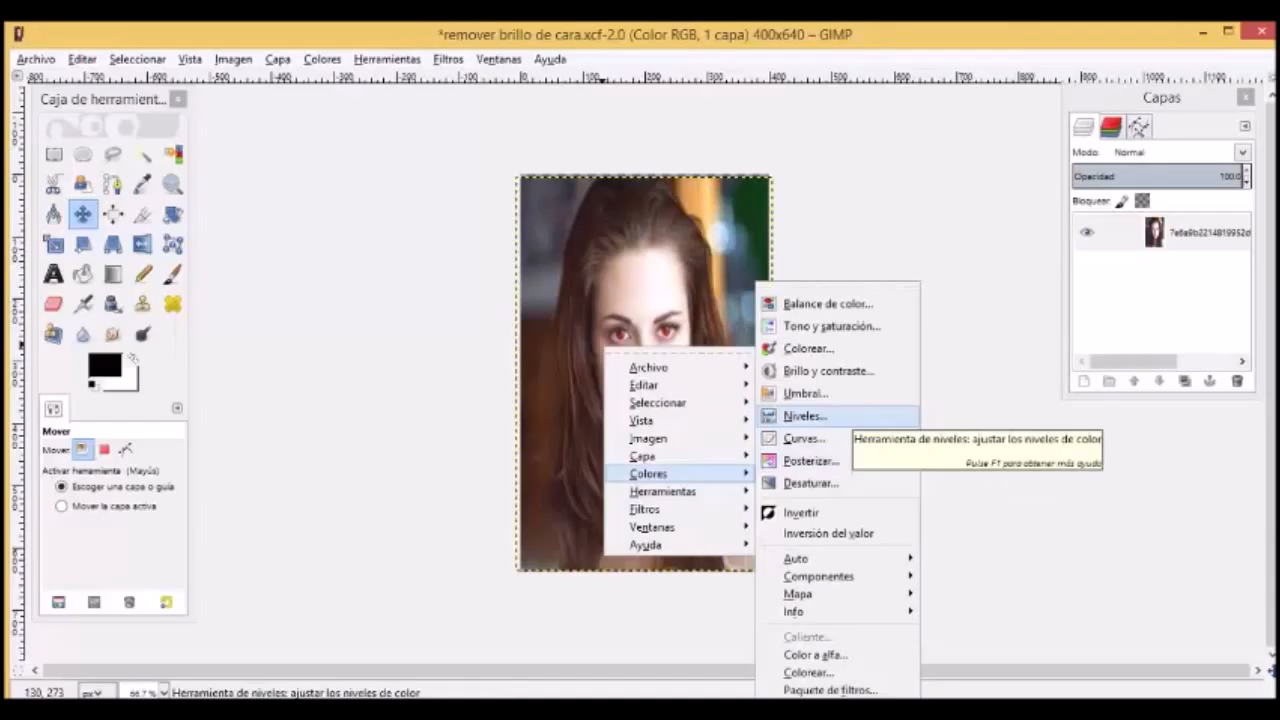 *remover brillo de cara.xcf-2.0 (Color RGB, 1 capa) 400x640 – GIMP
Archivo Editar Seleccionar Vista Imagen Capa Colores Herramientas Filtros Ventanas Ayuda
Caja de herramient...
Capas
Modo: Normal
Opacidad 100.0
Bloquear:
Balance de color...
Tono y saturación...
Colorear...
Brillo y contraste...
Umbral...
Niveles...
Curvas...
Posterizar...
Desaturar...
Invertir
Inversión del valor
Auto
Componentes
Mapa
Info
Caliente...
Color a alfa...
Colorear...
Paquete de filtros...
Herramienta de niveles: ajustar los niveles de color
Pulse F1 para obtener más ayuda
Archivo
Editar
Seleccionar
Vista
Imagen
Capa
Colores
Herramientas
Filtros
Ventanas
Ayuda
Mover
Mover:
Activar herramienta (Mayús)
Escoger una capa o guía
Mover la capa activa
130, 273 px 66.7 % Herramienta de niveles: ajustar los niveles de color